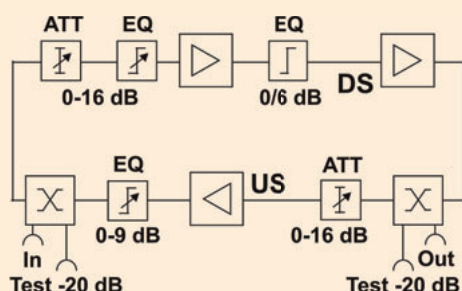 ATT EQ EQ
0-16 dB 0/6 dB DS
EQ US ATT
0-9 dB 0-16 dB
In Out
Test -20 dB Test -20 dB